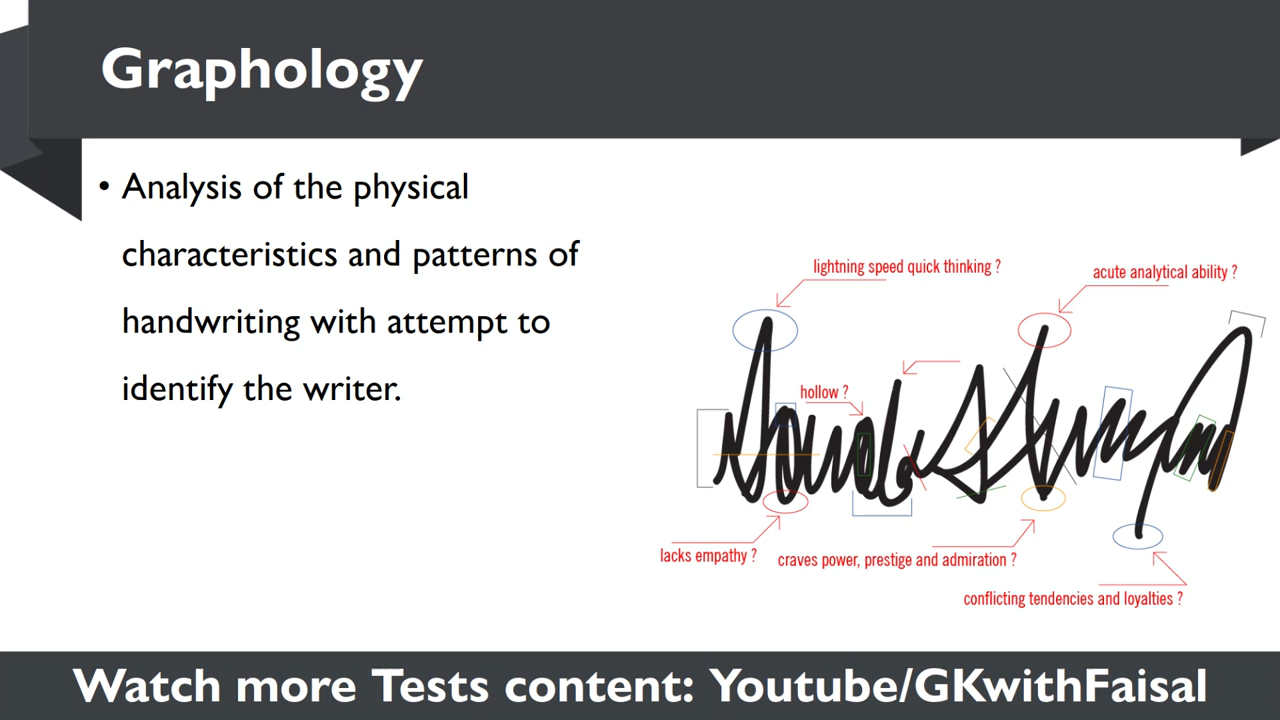 Graphology
• Analysis of the physical
characteristics and patterns of
handwriting with attempt to
identify the writer.
lightning speed quick thinking ?
acute analytical ability ?
hollow ?
lacks empathy ?
craves power, prestige and admiration ?
conflicting tendencies and loyalties ?
Watch more Tests content: Youtube/GKwithFaisal